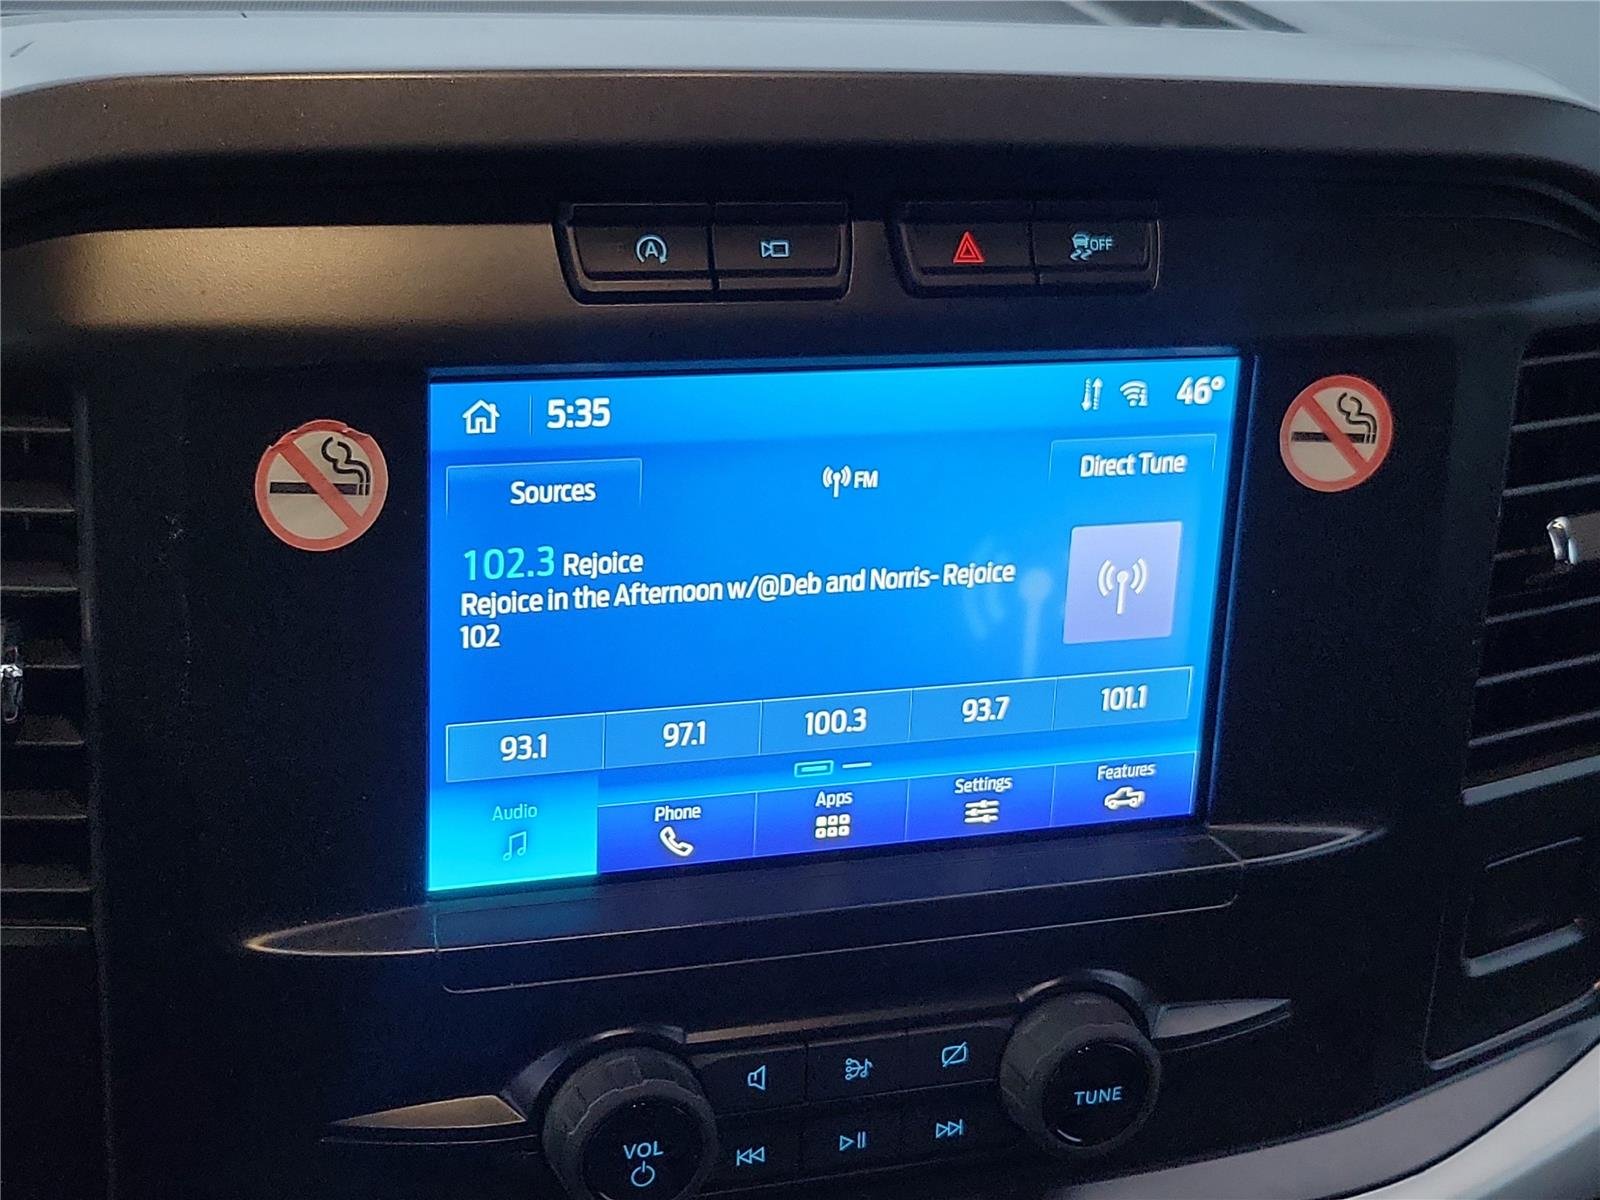 A
OFF
5:35
46°
Sources
FM
Direct Tune
102.3 Rejoice
Rejoice in the Afternoon w/@Deb and Norris- Rejoice
102
93.1
97.1
100.3
93.7
101.1
Audio
Phone
Apps
Settings
Features
VOL
TUNE